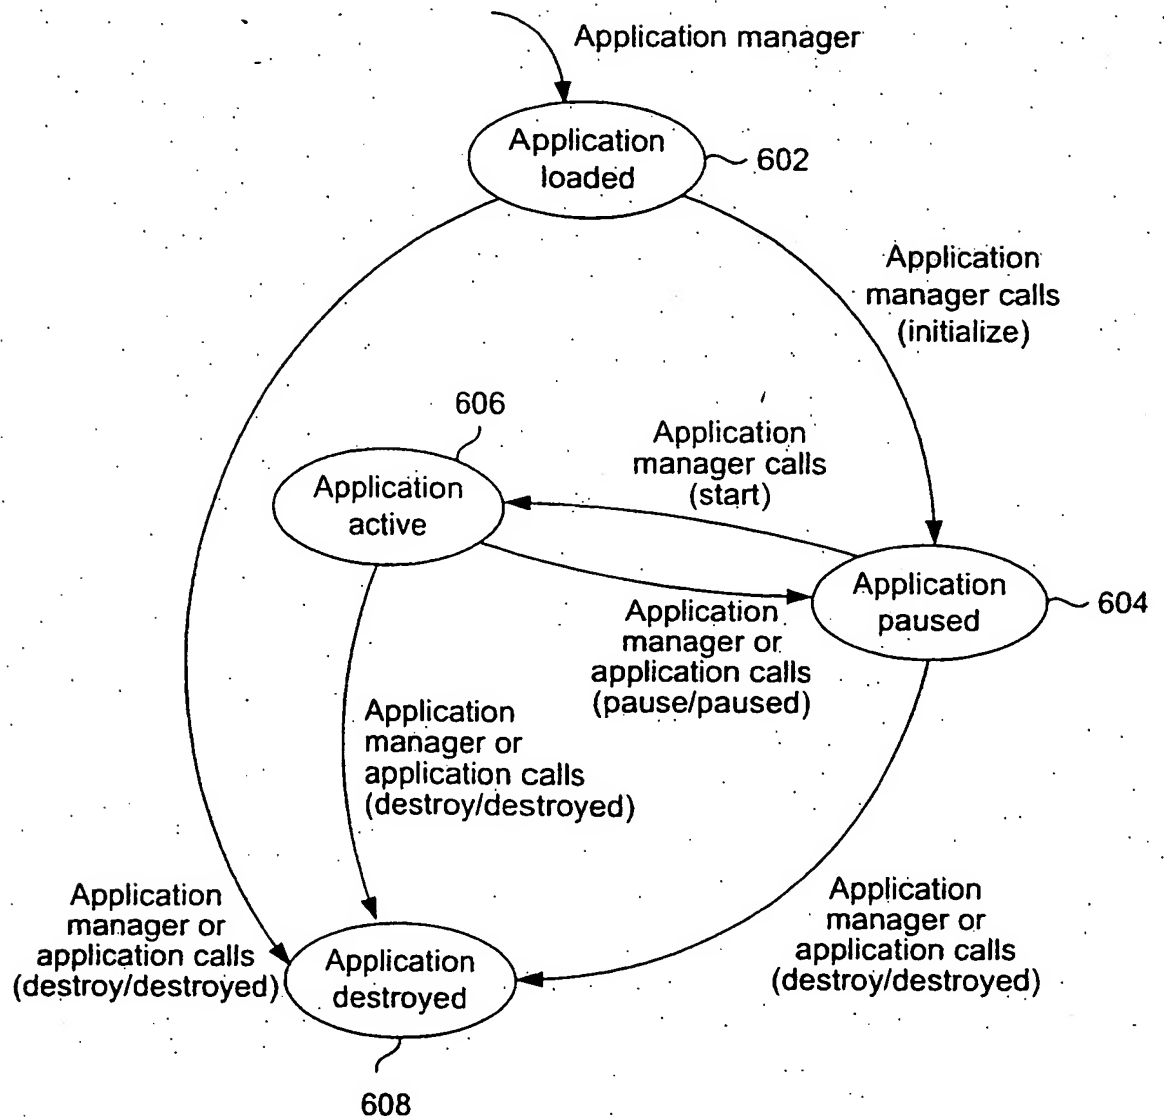 Application manager
Application
loaded
602
Application
manager calls
(initialize)
606
Application
manager calls
(start)
Application
active
Application
paused
604
Application
manager or
application calls
(pause/paused)
Application
manager or
application calls
(destroy/destroyed)
Application
manager or
application calls
(destroy/destroyed)
Application
manager or
application calls
(destroy/destroyed)
Application
destroyed
608